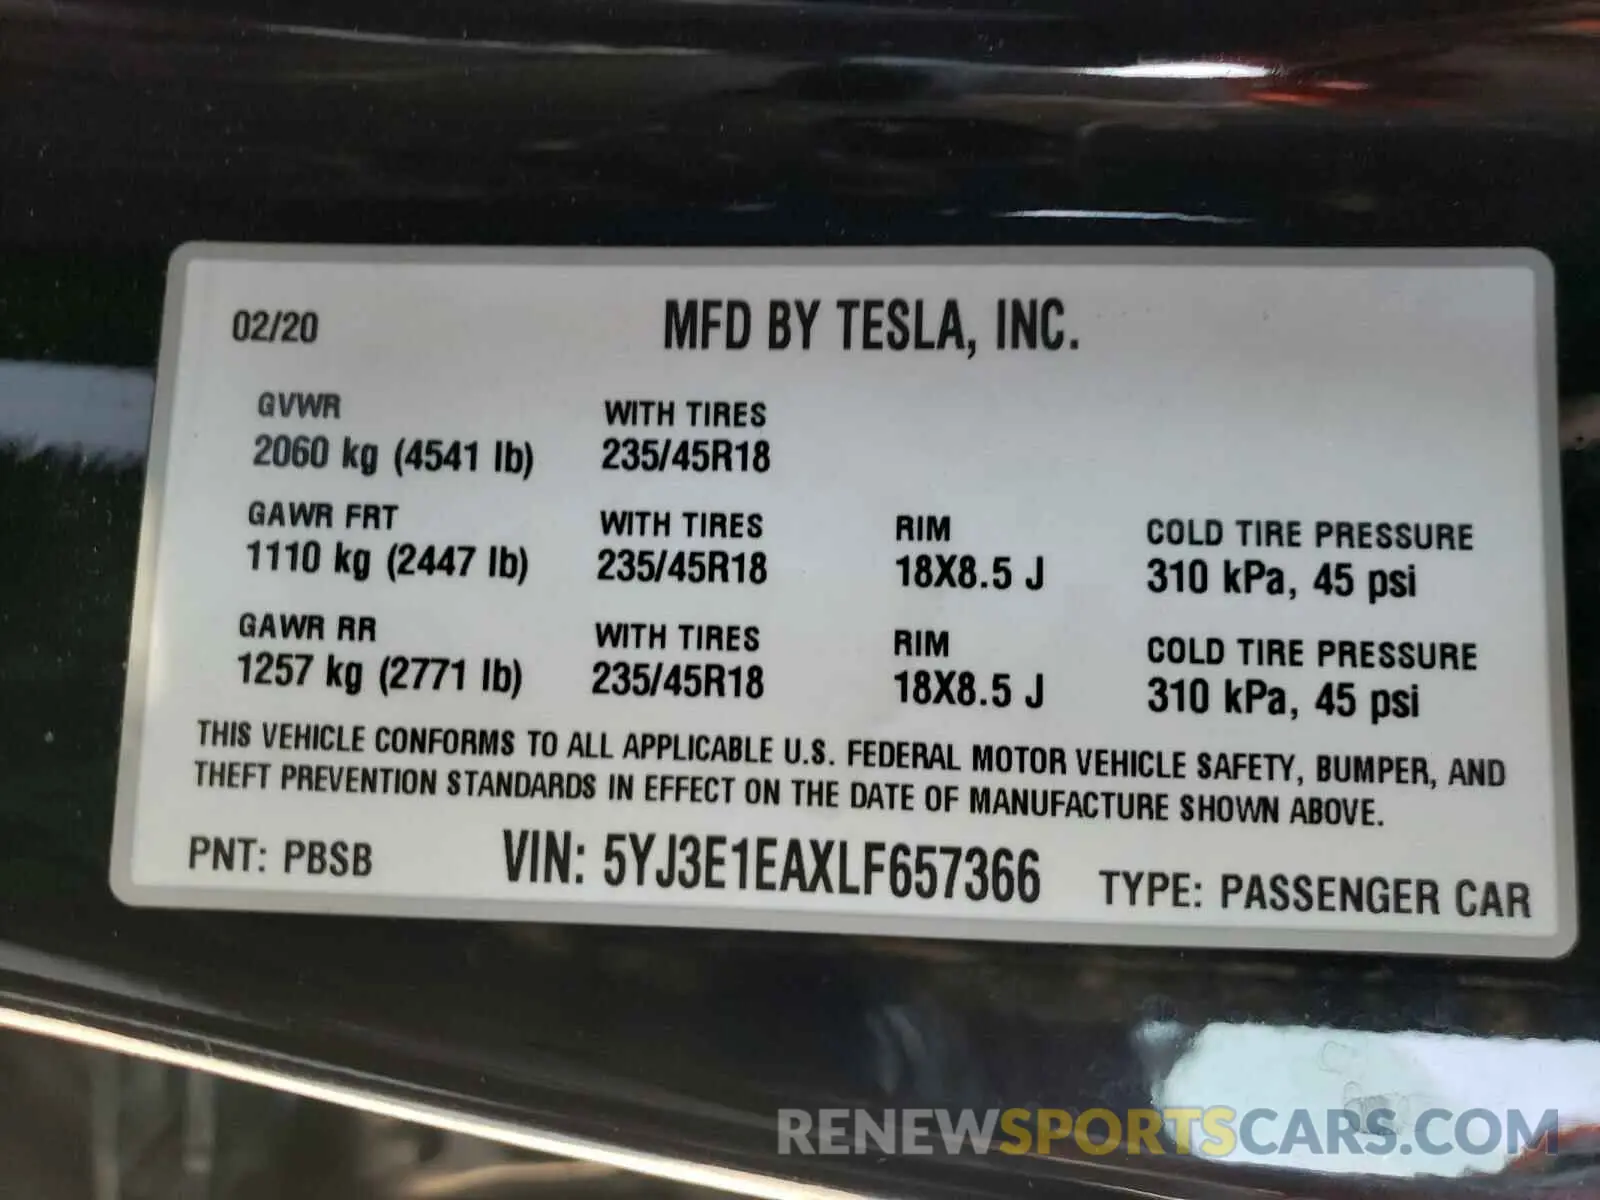 02/20 MFD BY TESLA, INC.
GVWR WITH TIRES
2060 kg (4541 lb) 235/45R18
GAWR FRT WITH TIRES RIM COLD TIRE PRESSURE
1110 kg (2447 lb) 235/45R18 18X8.5 J 310 kPa, 45 psi
GAWR RR WITH TIRES RIM COLD TIRE PRESSURE
1257 kg (2771 lb) 235/45R18 18X8.5 J 310 kPa, 45 psi
THIS VEHICLE CONFORMS TO ALL APPLICABLE U.S. FEDERAL MOTOR VEHICLE SAFETY, BUMPER, AND
THEFT PREVENTION STANDARDS IN EFFECT ON THE DATE OF MANUFACTURE SHOWN ABOVE.
PNT: PBSB VIN: 5YJ3E1EAXLF657366 TYPE: PASSENGER CAR
RENEWSPORTSCARS.COM